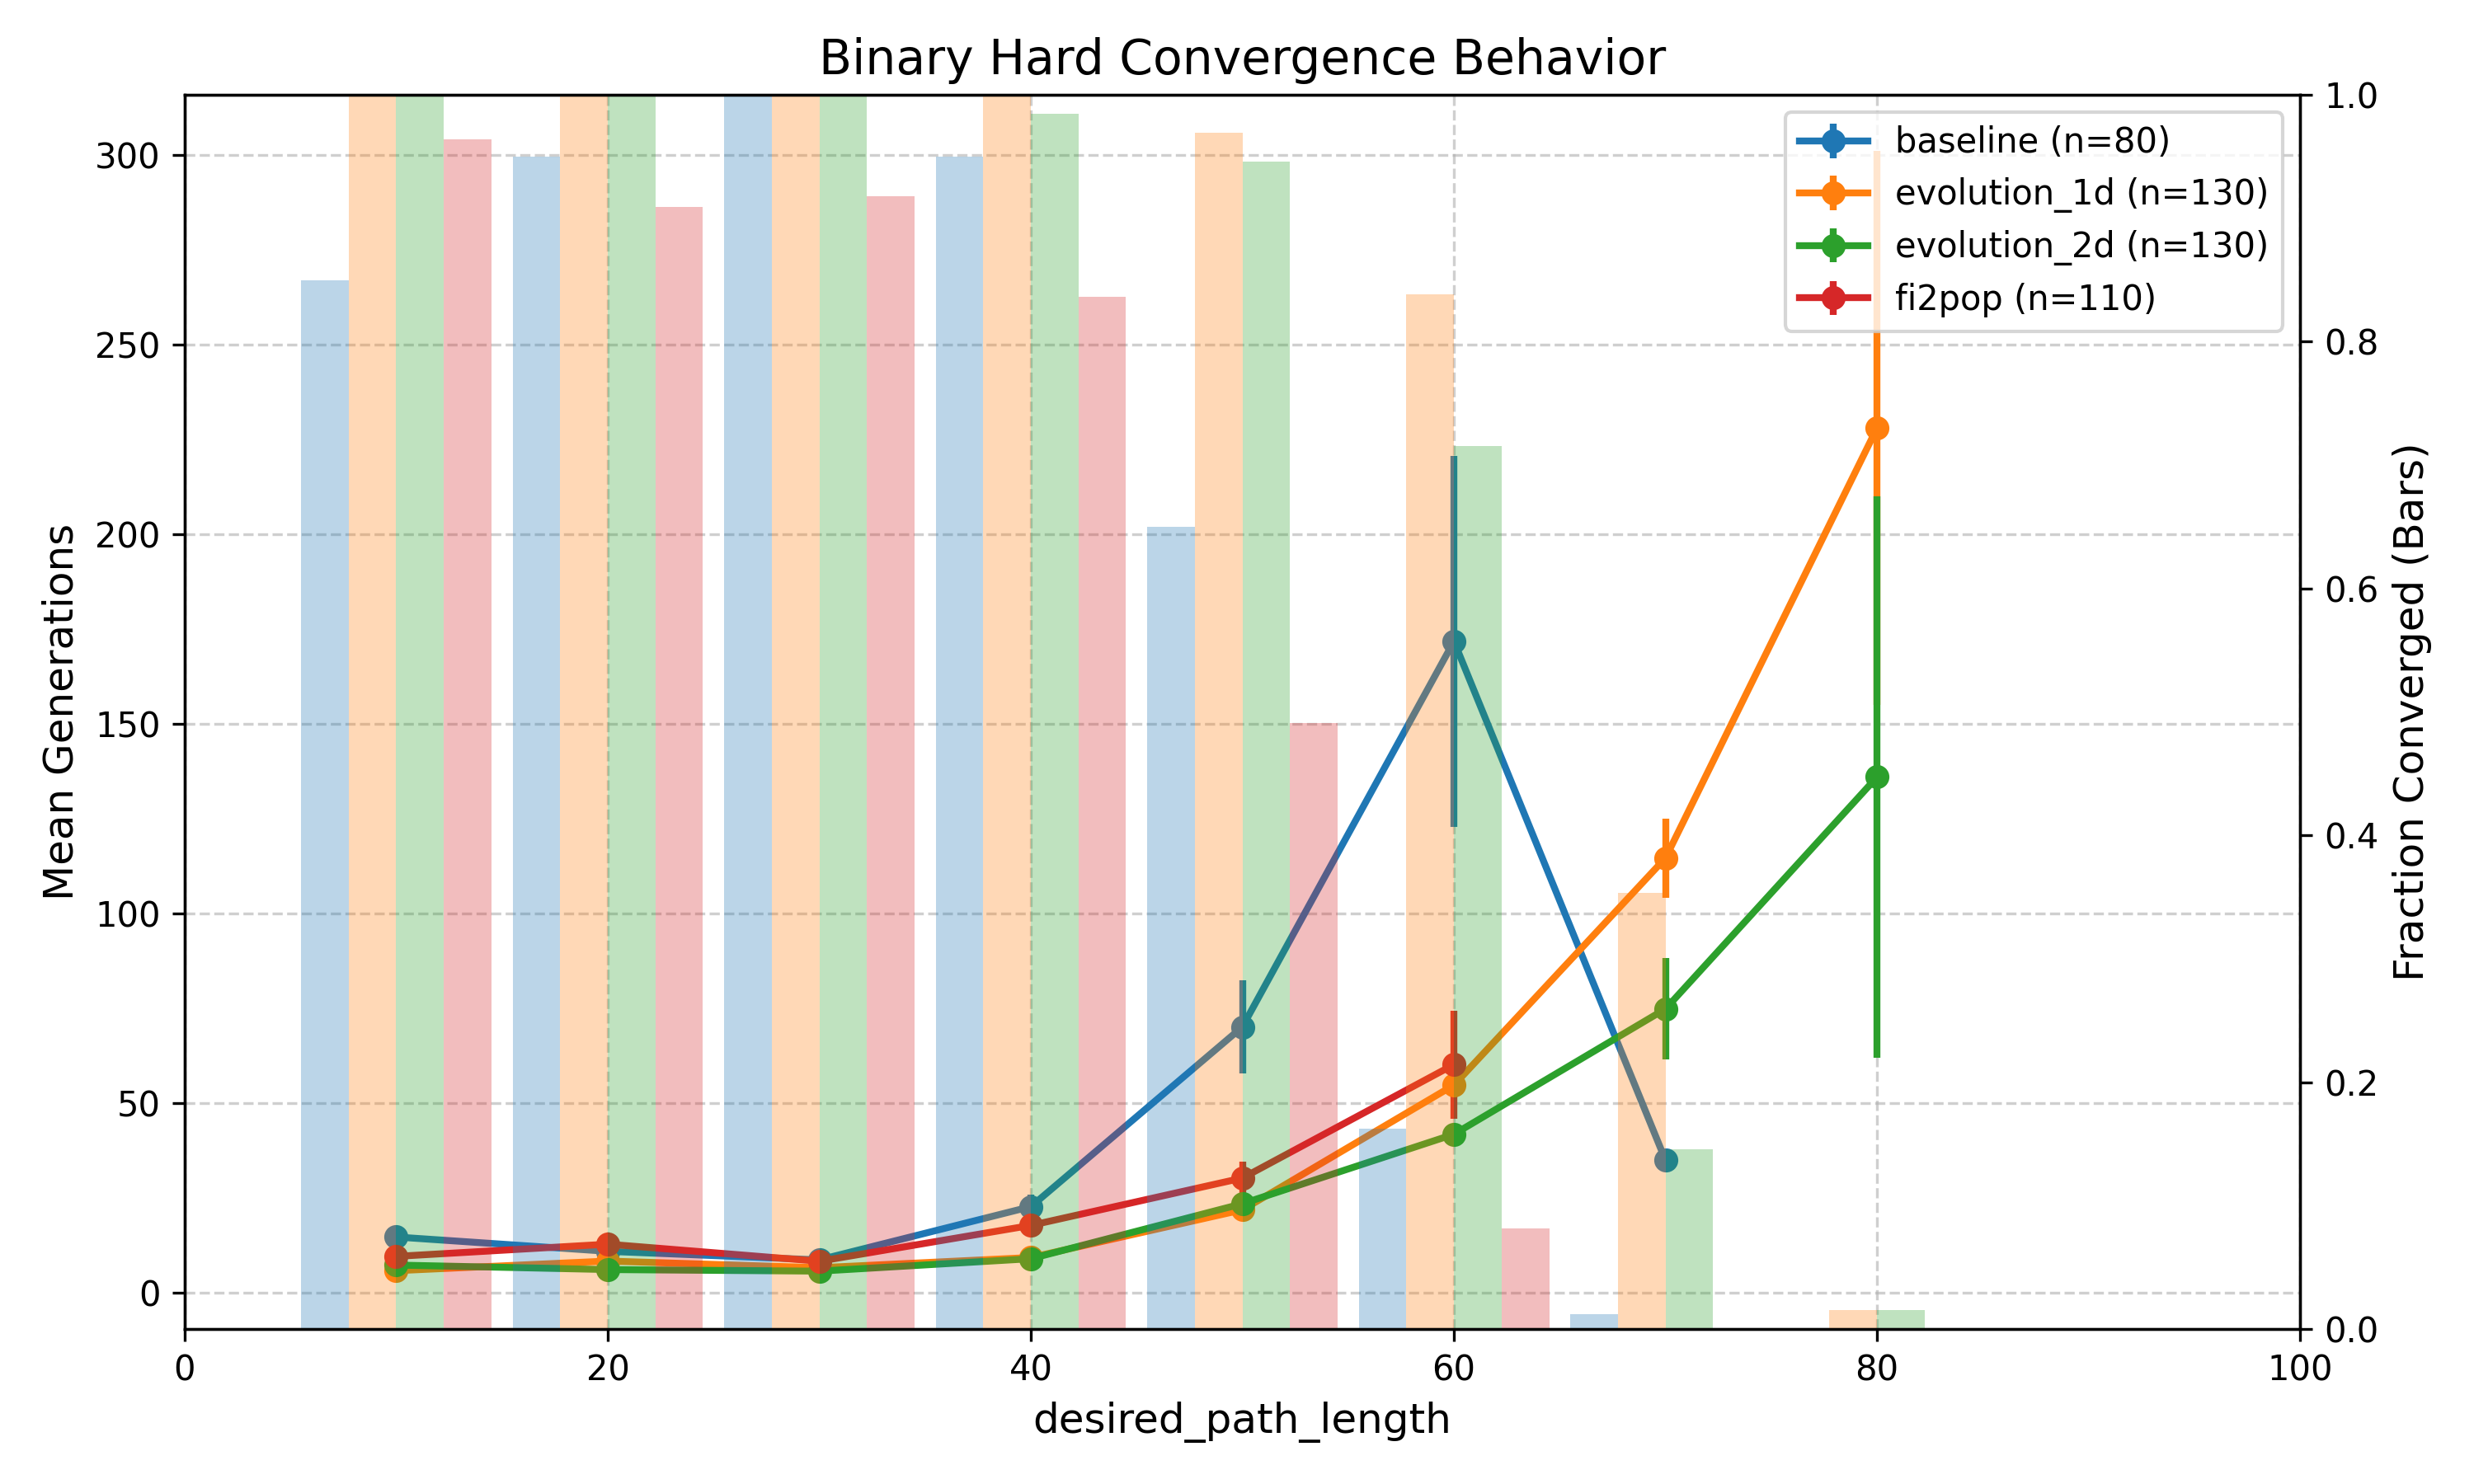 Binary Hard Convergence Behavior
baseline (n=80)
evolution_1d (n=130)
evolution_2d (n=130)
fi2pop (n=110)
Mean Generations
300
250
200
150
100
50
0
Fraction Converged (Bars)
1.0
0.8
0.6
0.4
0.2
0.0
0 20 40 60 80 100
desired_path_length